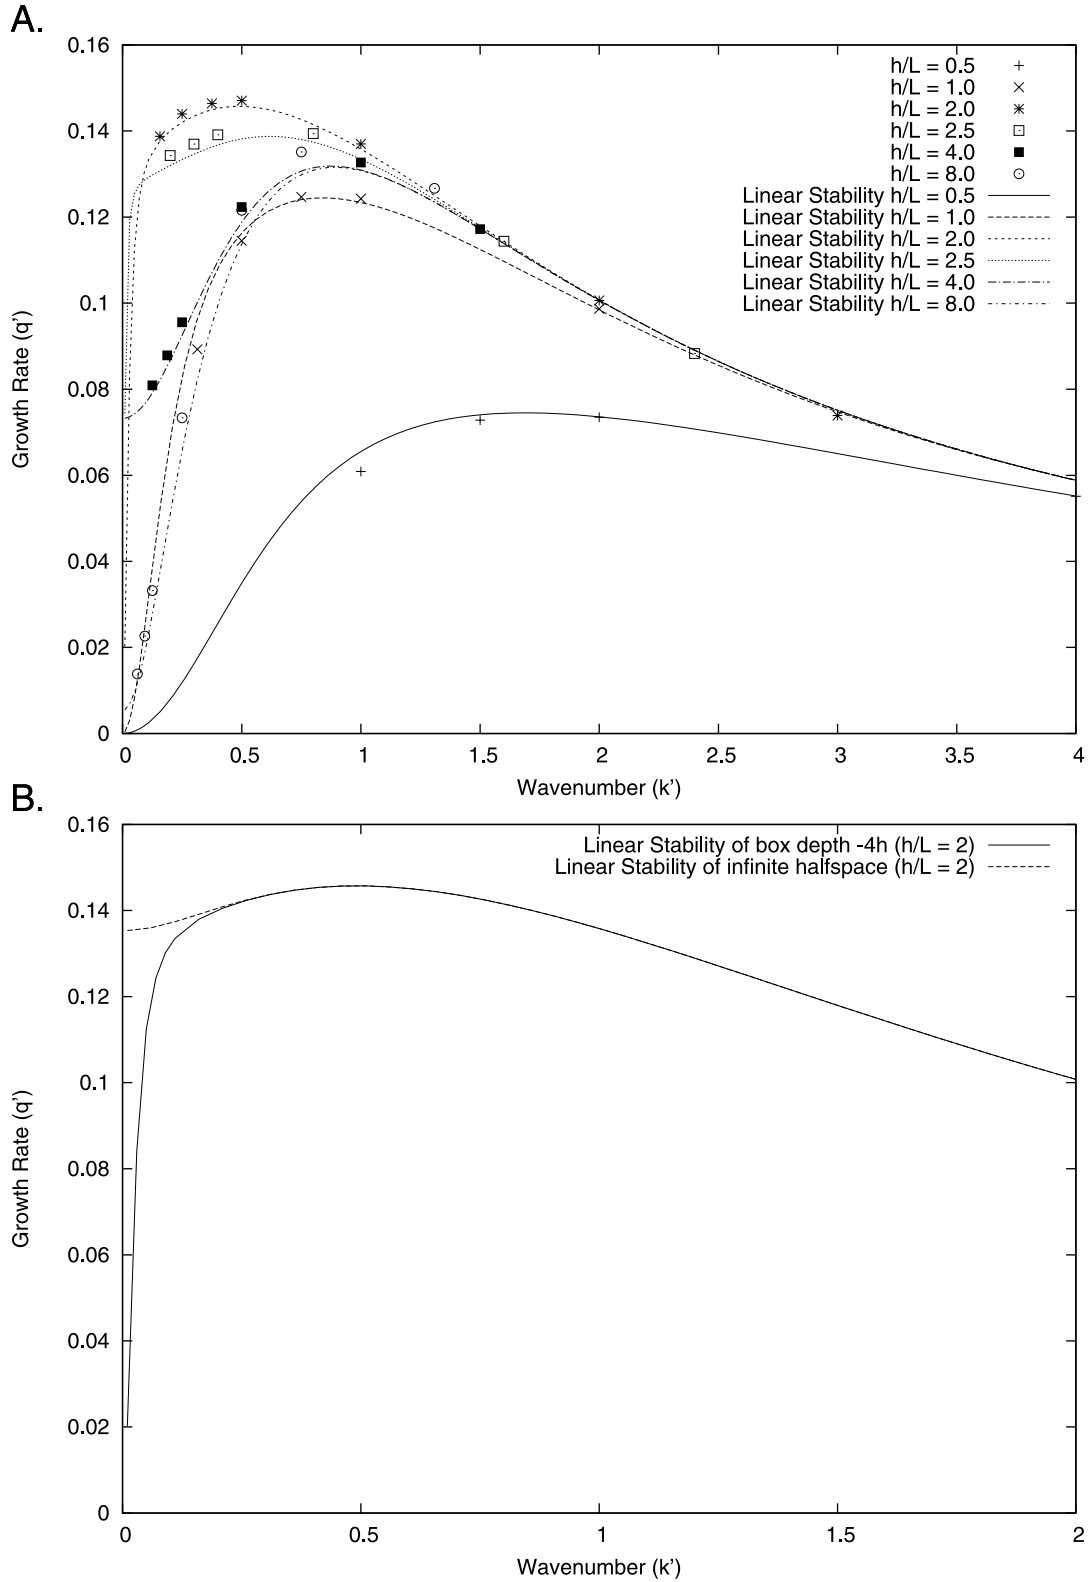 A.
0.16
0.14
0.12
0.1
0.08
0.06
0.04
0.02
0
Growth Rate (q')
h/L = 0.5
h/L = 1.0
h/L = 2.0
h/L = 2.5
h/L = 4.0
h/L = 8.0
Linear Stability h/L = 0.5
Linear Stability h/L = 1.0
Linear Stability h/L = 2.0
Linear Stability h/L = 2.5
Linear Stability h/L = 4.0
Linear Stability h/L = 8.0
0 0.5 1 1.5 2 2.5 3 3.5 4
Wavenumber (k')
B.
0.16
0.14
0.12
0.1
0.08
0.06
0.04
0.02
0
Growth Rate (q')
Linear Stability of box depth -4h (h/L = 2)
Linear Stability of infinite halfspace (h/L = 2)
0 0.5 1 1.5 2
Wavenumber (k')